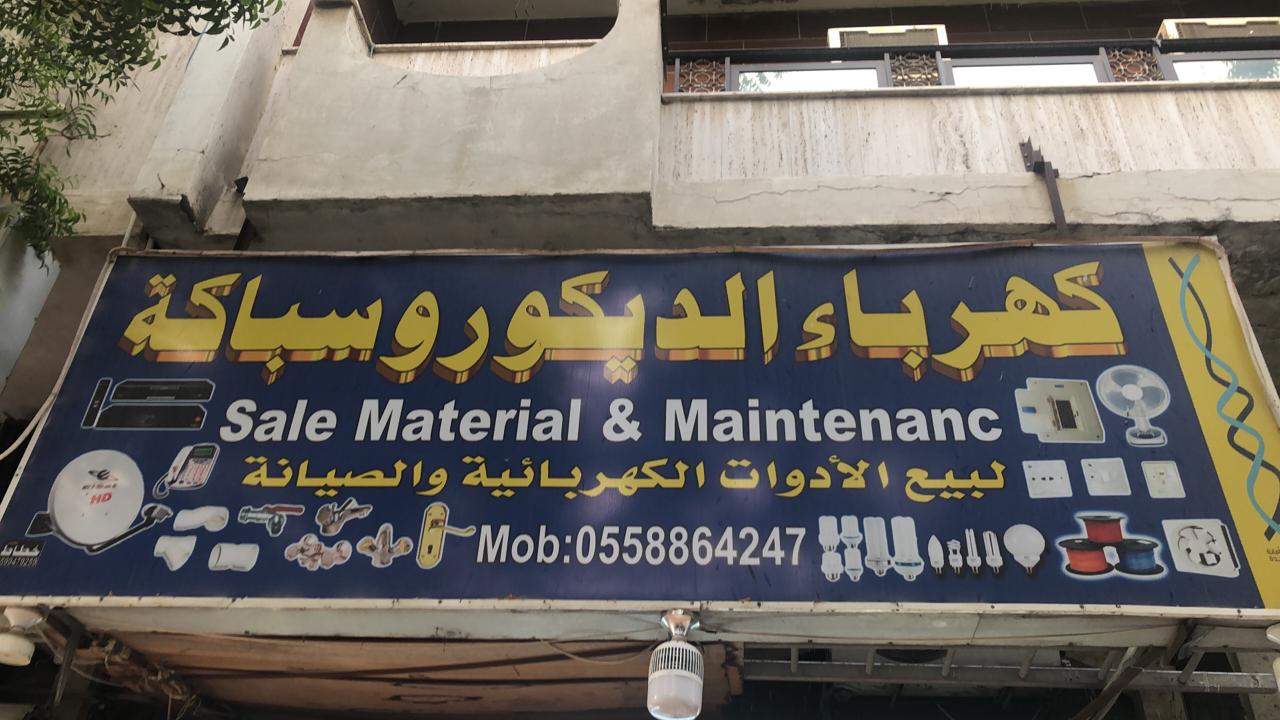 كهرباء الديكور وسباكة
Sale Material & Maintenanc
لبيع الأدوات الكهربائية والصيانة
HD
Mob:0558864247